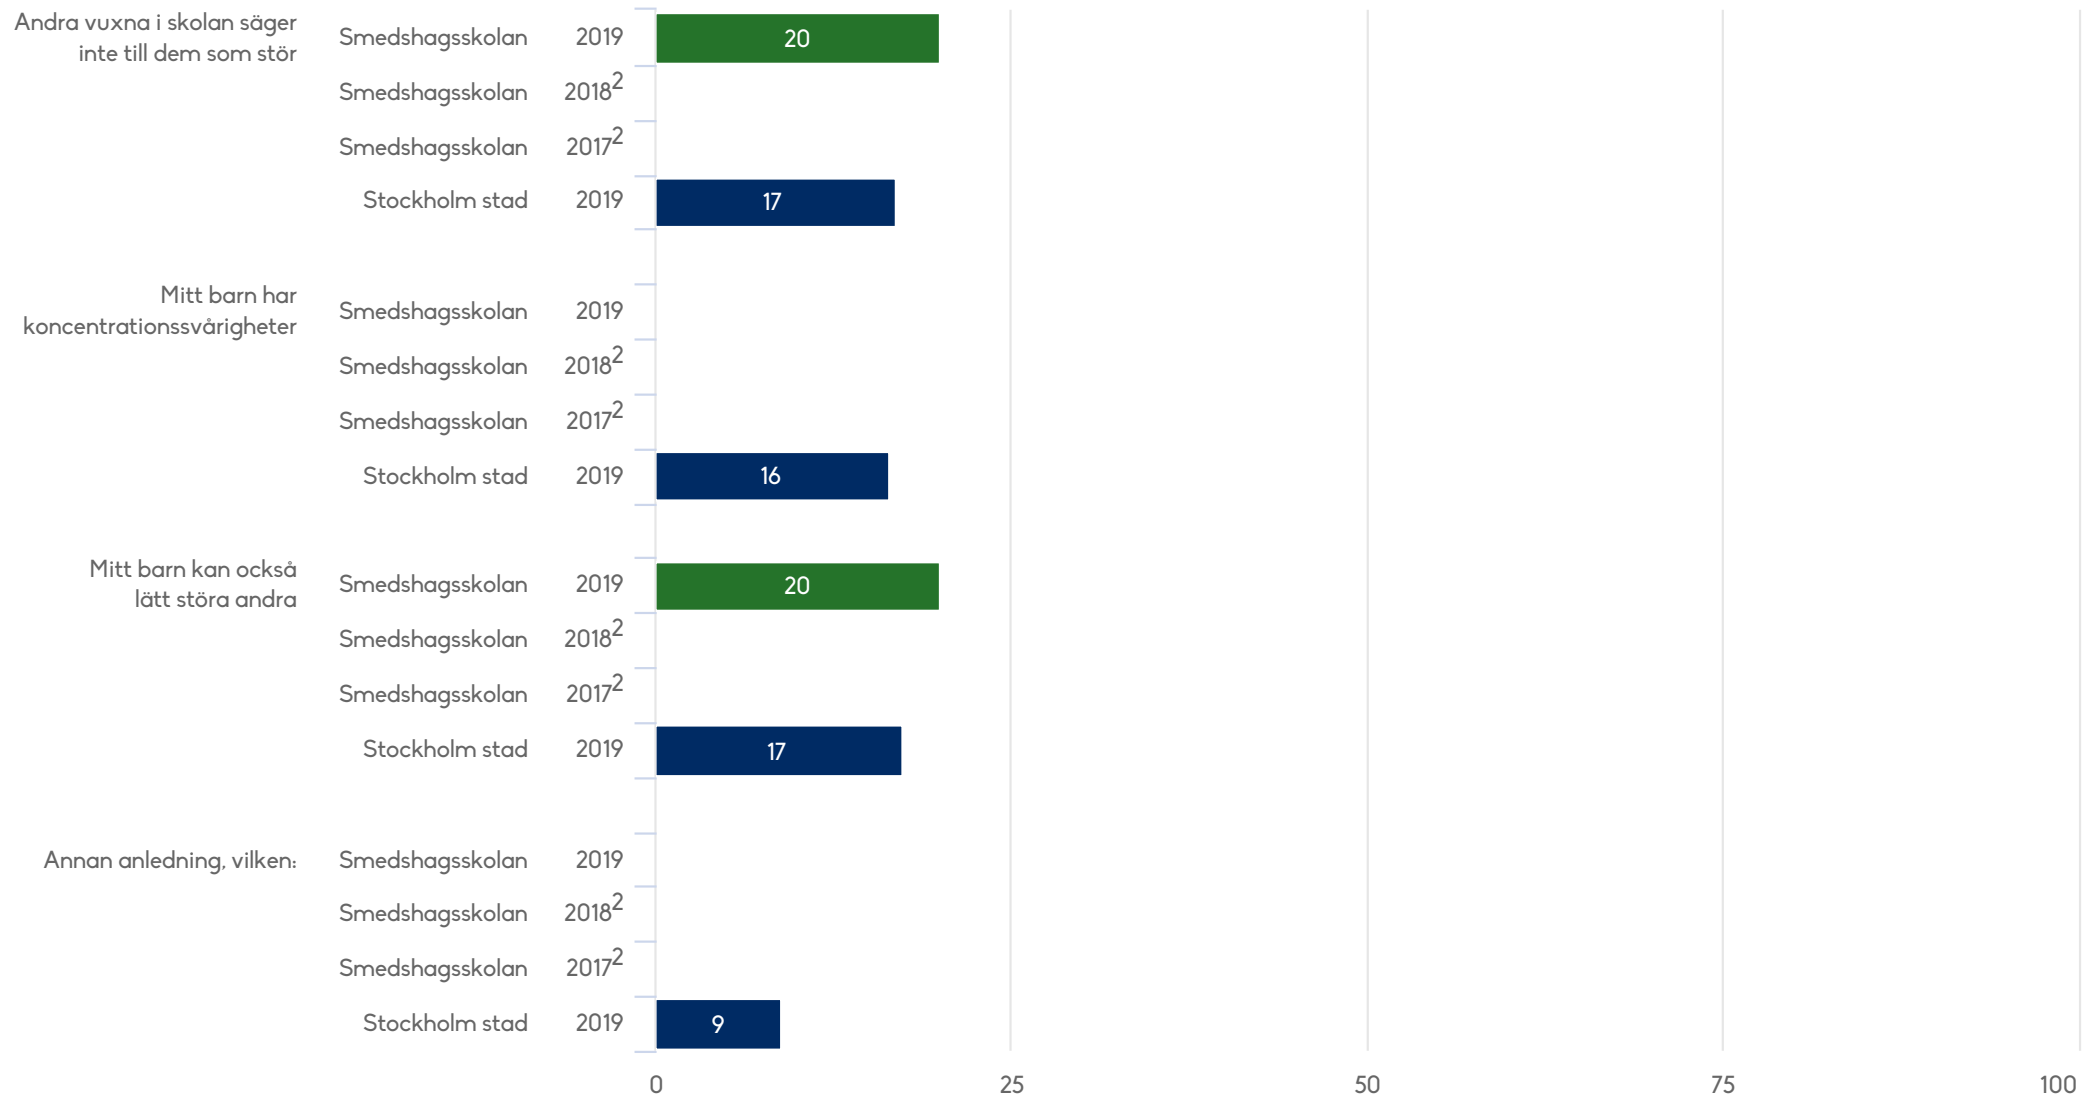 Andra vuxna i skolan säger
inte till dem som stör
Smedshagsskolan 2019 20
Smedshagsskolan 2018²
Smedshagsskolan 2017²
Stockholm stad 2019 17
Mitt barn har
koncentrationssvårigheter
Smedshagsskolan 2019
Smedshagsskolan 2018²
Smedshagsskolan 2017²
Stockholm stad 2019 16
Mitt barn kan också
lätt störa andra
Smedshagsskolan 2019 20
Smedshagsskolan 2018²
Smedshagsskolan 2017²
Stockholm stad 2019 17
Annan anledning, vilken: Smedshagsskolan 2019
Smedshagsskolan 2018²
Smedshagsskolan 2017²
Stockholm stad 2019 9
0 25 50 75 100